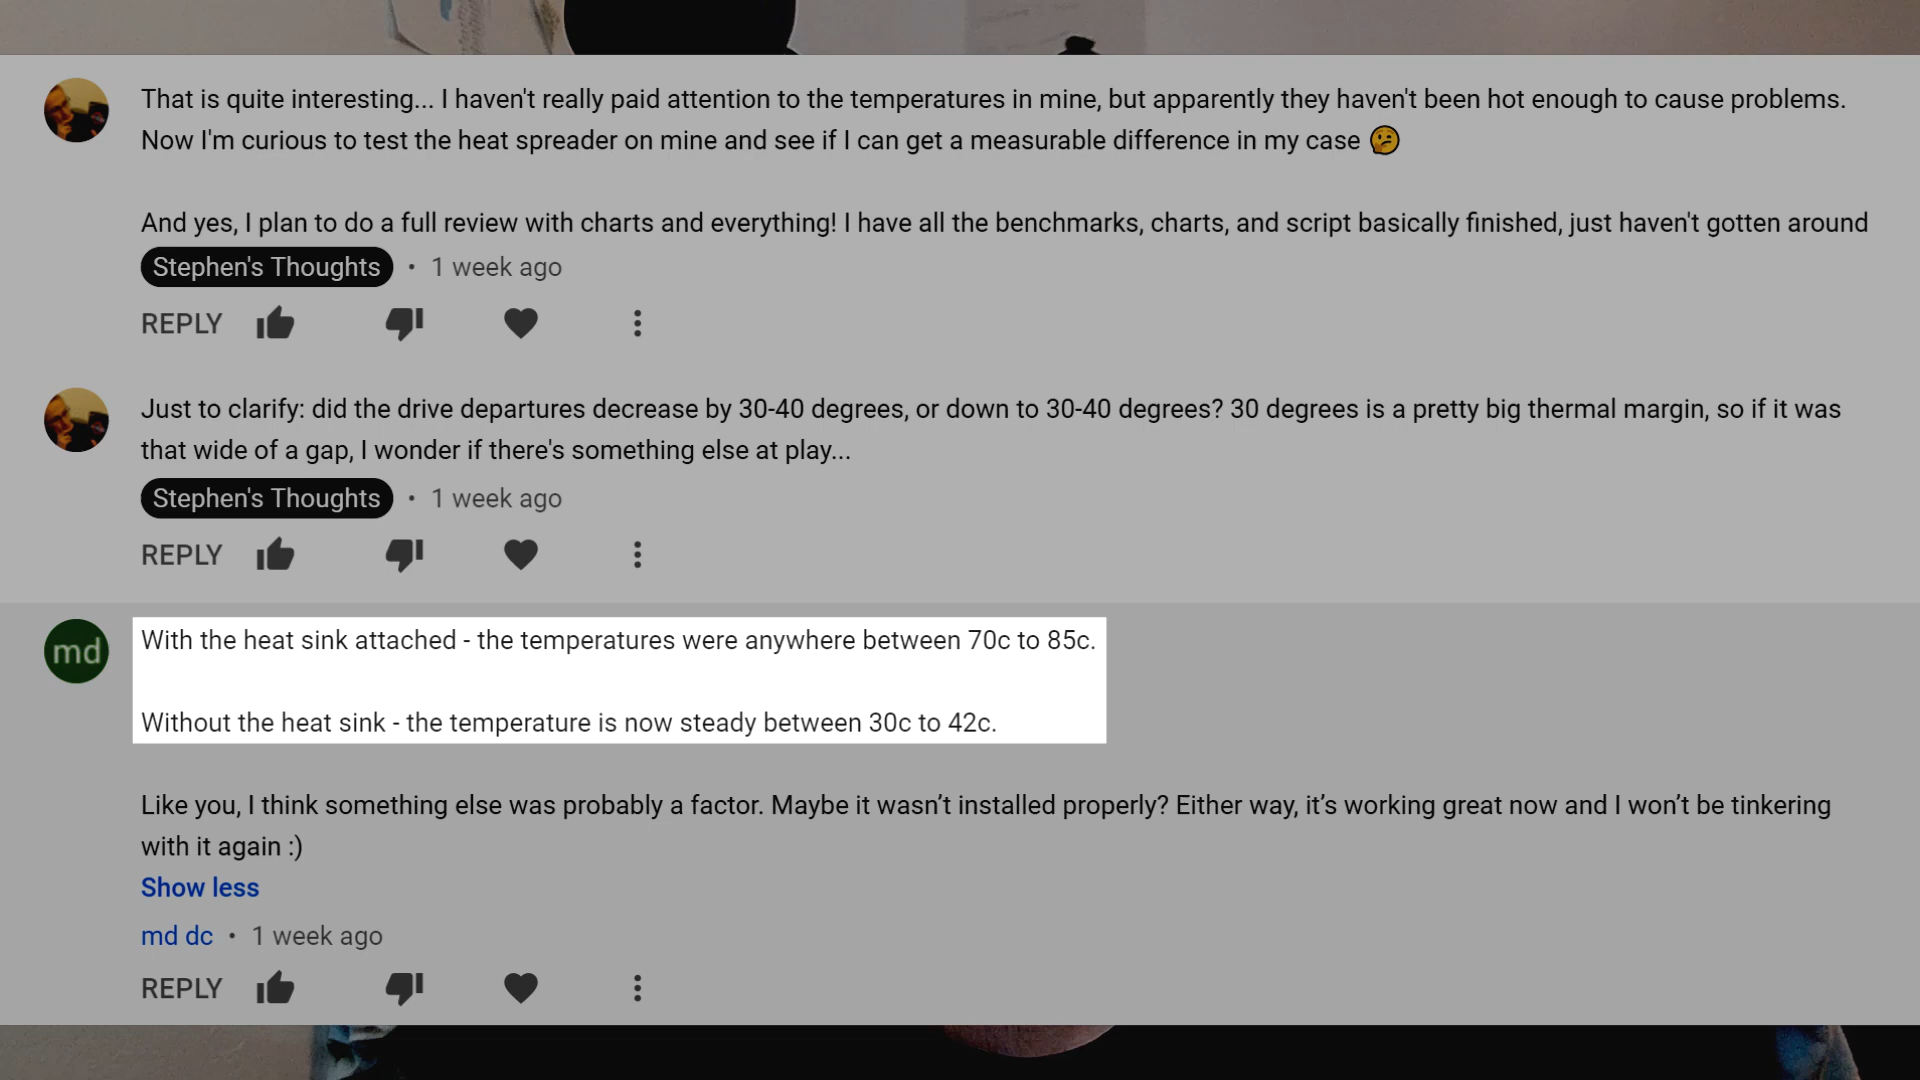 That is quite interesting... I haven't really paid attention to the temperatures in mine, but apparently they haven't been hot enough to cause problems.
Now I'm curious to test the heat spreader on mine and see if I can get a measurable difference in my case 🤔
And yes, I plan to do a full review with charts and everything! I have all the benchmarks, charts, and script basically finished, just haven't gotten around
Stephen's Thoughts • 1 week ago
REPLY
Just to clarify: did the drive departures decrease by 30-40 degrees, or down to 30-40 degrees? 30 degrees is a pretty big thermal margin, so if it was
that wide of a gap, I wonder if there's something else at play...
Stephen's Thoughts • 1 week ago
REPLY
md
With the heat sink attached - the temperatures were anywhere between 70c to 85c.
Without the heat sink - the temperature is now steady between 30c to 42c.
Like you, I think something else was probably a factor. Maybe it wasn’t installed properly? Either way, it’s working great now and I won’t be tinkering
with it again :)
Show less
md dc • 1 week ago
REPLY